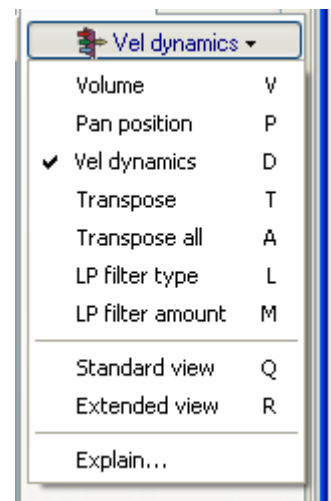 Vel dynamics
Volume V
Pan position P
Vel dynamics D
Transpose T
Transpose all A
LP filter type L
LP filter amount M
Standard view Q
Extended view R
Explain...